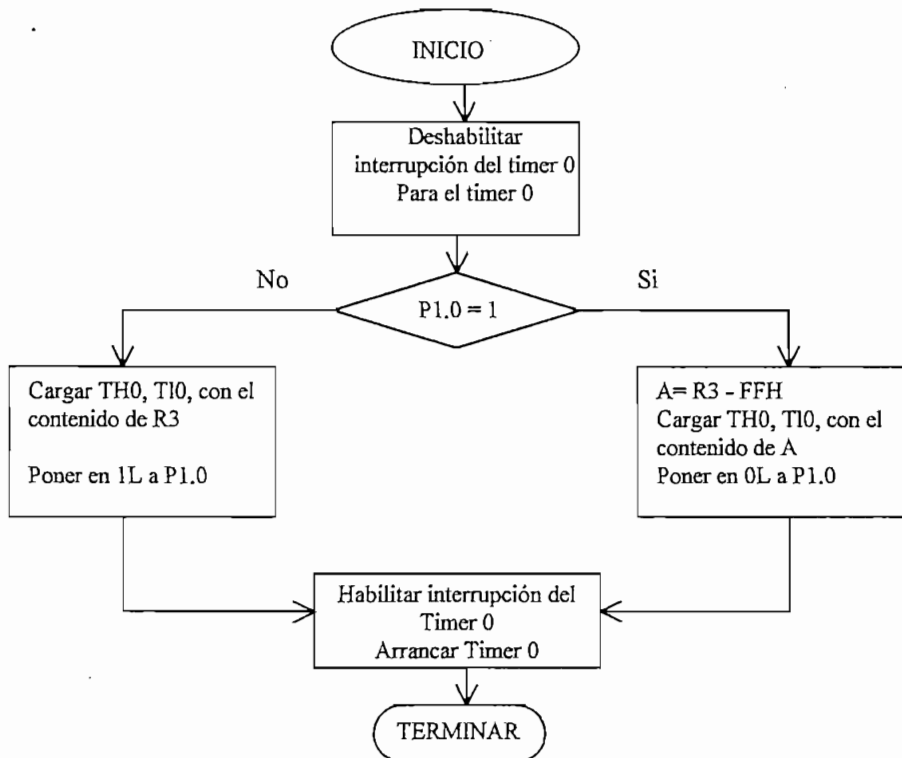 INICIO
Deshabilitar
interrupción del timer 0
Para el timer 0
No
Si
P1.0 = 1
Cargar TH0, Tl0, con el
contenido de R3
Poner en 1L a P1.0
A= R3 - FFH
Cargar TH0, Tl0, con el
contenido de A
Poner en 0L a P1.0
Habilitar interrupción del
Timer 0
Arrancar Timer 0
TERMINAR